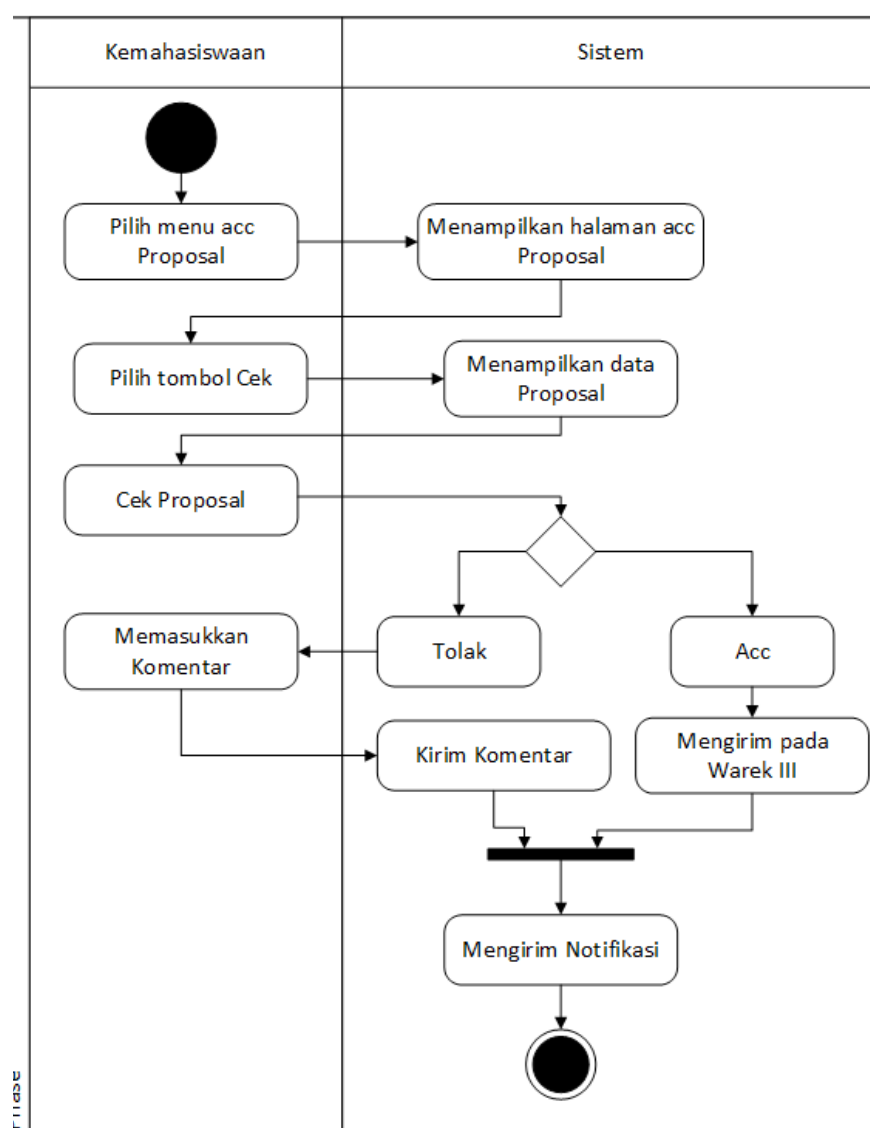 Kemahasiswaan
Sistem
Pilih menu acc
Proposal
Menampilkan halaman acc
Proposal
Pilih tombol Cek
Menampilkan data
Proposal
Cek Proposal
Memasukkan
Komentar
Tolak
Acc
Kirim Komentar
Mengirim pada
Warek III
Mengirim Notifikasi
Phase